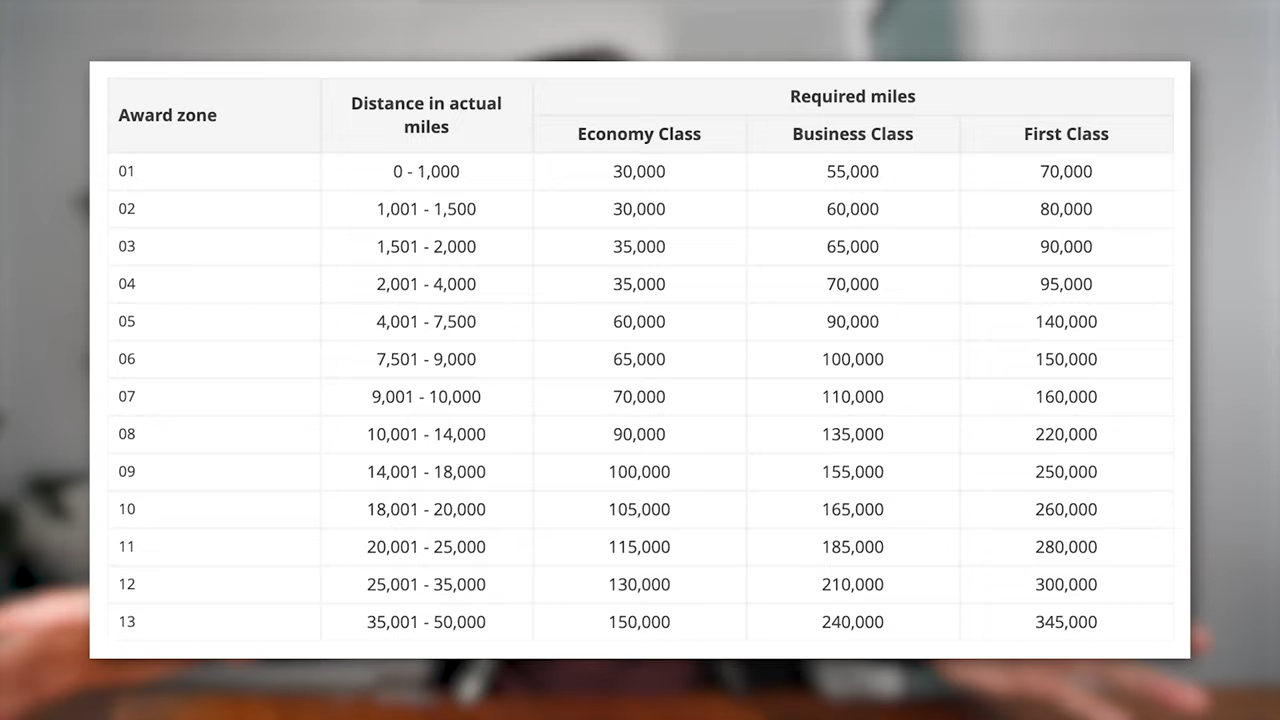 Award zone
Distance in actual
miles
Required miles
Economy Class Business Class First Class
01 0 - 1,000 30,000 55,000 70,000
02 1,001 - 1,500 30,000 60,000 80,000
03 1,501 - 2,000 35,000 65,000 90,000
04 2,001 - 4,000 35,000 70,000 95,000
05 4,001 - 7,500 60,000 90,000 140,000
06 7,501 - 9,000 65,000 100,000 150,000
07 9,001 - 10,000 70,000 110,000 160,000
08 10,001 - 14,000 90,000 135,000 220,000
09 14,001 - 18,000 100,000 155,000 250,000
10 18,001 - 20,000 105,000 165,000 260,000
11 20,001 - 25,000 115,000 185,000 280,000
12 25,001 - 35,000 130,000 210,000 300,000
13 35,001 - 50,000 150,000 240,000 345,000